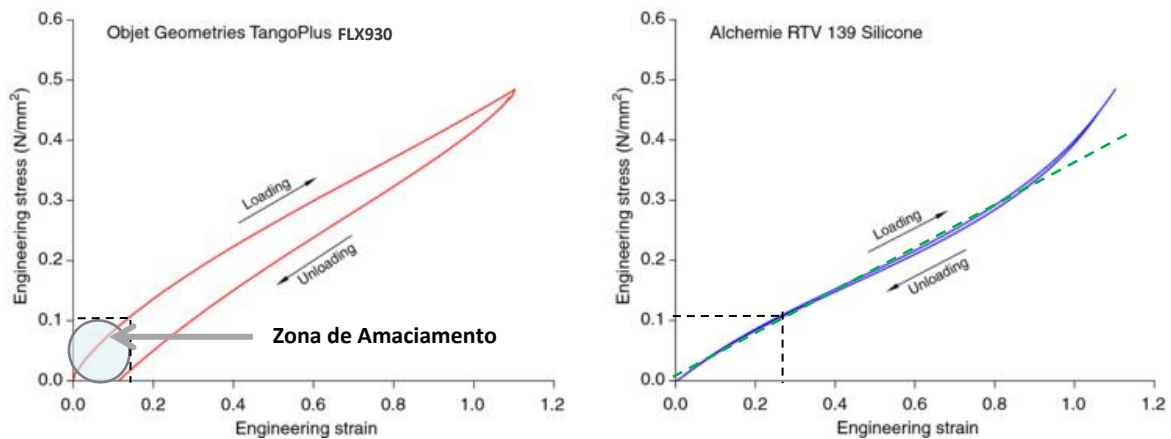 Objet Geometries TangoPlus FLX930
Engineering stress (N/mm²)
0.6
0.5
0.4
0.3
0.2
0.1
0.0
Loading
Unloading
Zona de Amaciamento
0.0 0.2 0.4 0.6 0.8 1.0 1.2
Engineering strain
Alchemie RTV 139 Silicone
Engineering stress (N/mm²)
0.6
0.5
0.4
0.3
0.2
0.1
0.0
Loading
Unloading
0.0 0.2 0.4 0.6 0.8 1.0 1.2
Engineering strain